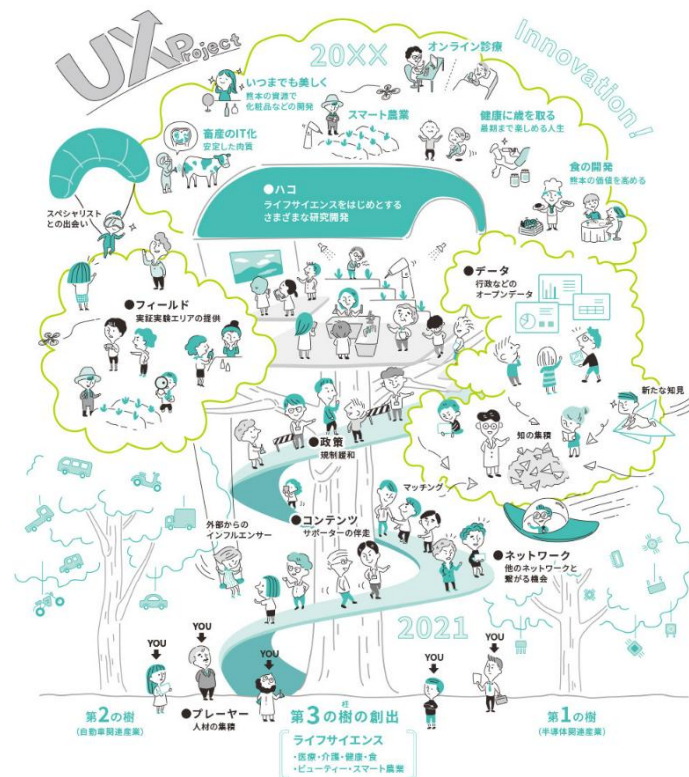 UX Project
20XX
Innovation!
オンライン診療
いつまでも美しく
熊本の資源で
化粧品などの開発
スマート農業
健康に歳を取る
最期まで楽しめる人生
畜産のIT化
安定した肉質
食の開発
熊本の価値を高める
●ハコ
ライフサイエンスをはじめとする
さまざまな研究開発
スペシャリスト
との出会い
●フィールド
実証実験エリアの提供
●データ
行政などの
オープンデータ
新たな知見
知の集積
●政策
規制緩和
マッチング
●コンテンツ
サポーターの伴走
外部からの
インフルエンサー
●ネットワーク
他のネットワークと
繋がる機会
2021
YOU
YOU
YOU
YOU
YOU
●プレーヤー
人材の集積
第2の樹
(自動車関連産業)
第3の樹の創出
ライフサイエンス
・医療・介護・健康・食
・ビューティー・スマート農業
第1の樹
(半導体関連産業)